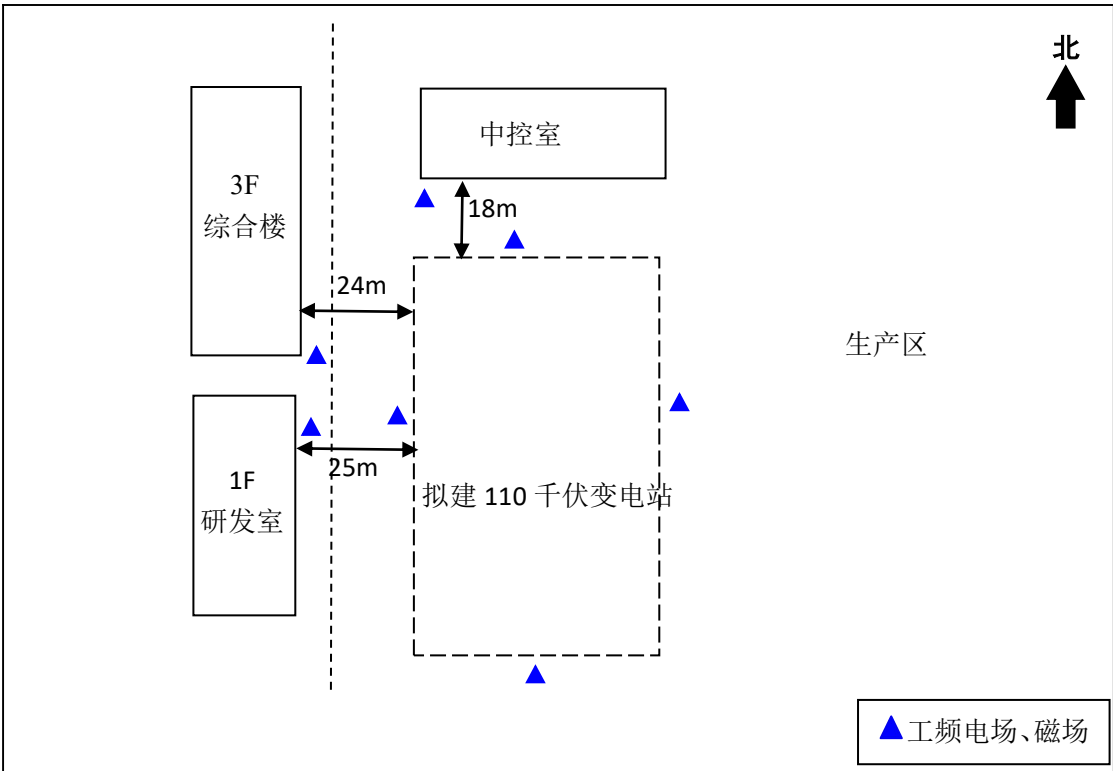 北
中控室
3F
综合楼
18m
24m
生产区
25m
1F
研发室
拟建 110 千伏变电站
工频电场、磁场